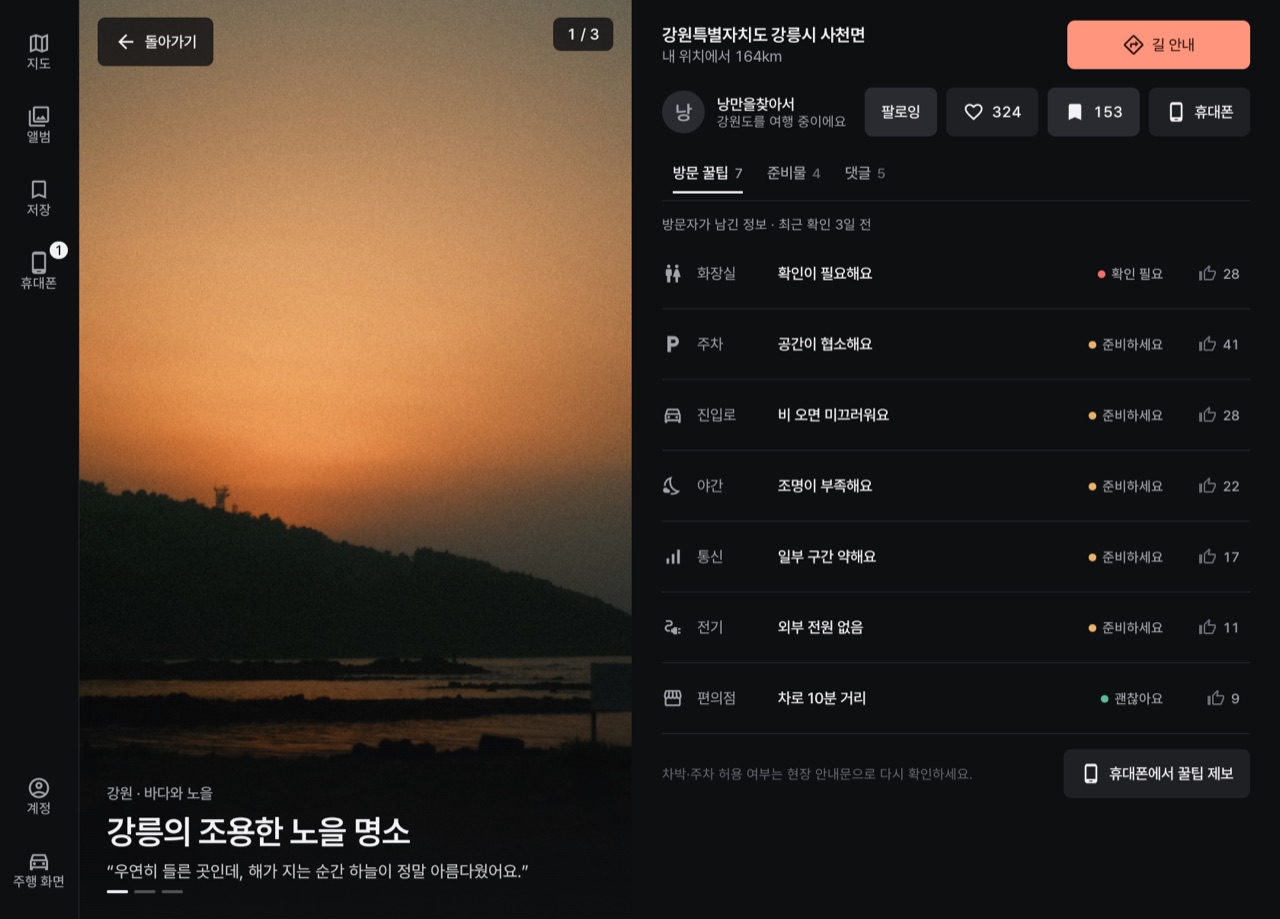 지도
앨범
저장
1
휴대폰
계정
주행 화면
돌아가기
1 / 3
강원 · 바다와 노을
강릉의 조용한 노을 명소
“우연히 들른 곳인데, 해가 지는 순간 하늘이 정말 아름다웠어요.”
강원특별자치도 강릉시 사천면
내 위치에서 164km
길 안내
낭
낭만을찾아서
강원도를 여행 중이에요
팔로잉
324
153
휴대폰
방문 꿀팁 7 준비물 4 댓글 5
방문자가 남긴 정보 · 최근 확인 3일 전
화장실 확인이 필요해요 확인 필요 28
P 주차 공간이 협소해요 준비하세요 41
진입로 비 오면 미끄러워요 준비하세요 28
야간 조명이 부족해요 준비하세요 22
통신 일부 구간 약해요 준비하세요 17
전기 외부 전원 없음 준비하세요 11
편의점 차로 10분 거리 괜찮아요 9
차박·주차 허용 여부는 현장 안내문으로 다시 확인하세요.
휴대폰에서 꿀팁 제보